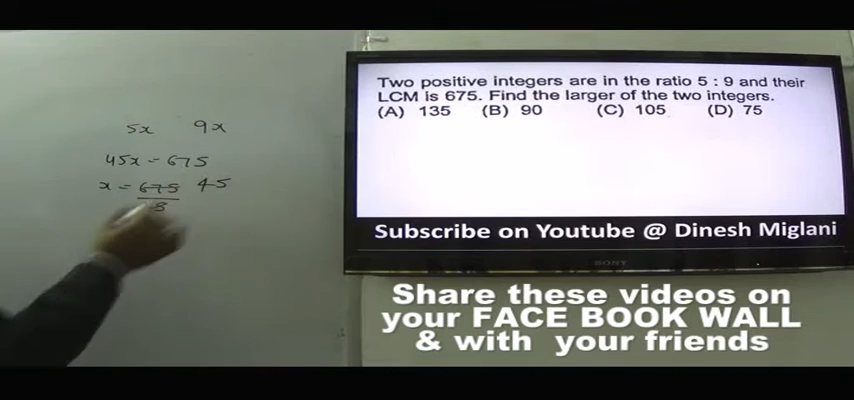 5x 9x
45x = 675
x = 675 45
Two positive integers are in the ratio 5 : 9 and their
LCM is 675. Find the larger of the two integers.
(A) 135 (B) 90 (C) 105 (D) 75
Subscribe on Youtube @ Dinesh Miglani
SONY
Share these videos on
your FACE BOOK WALL
& with your friends